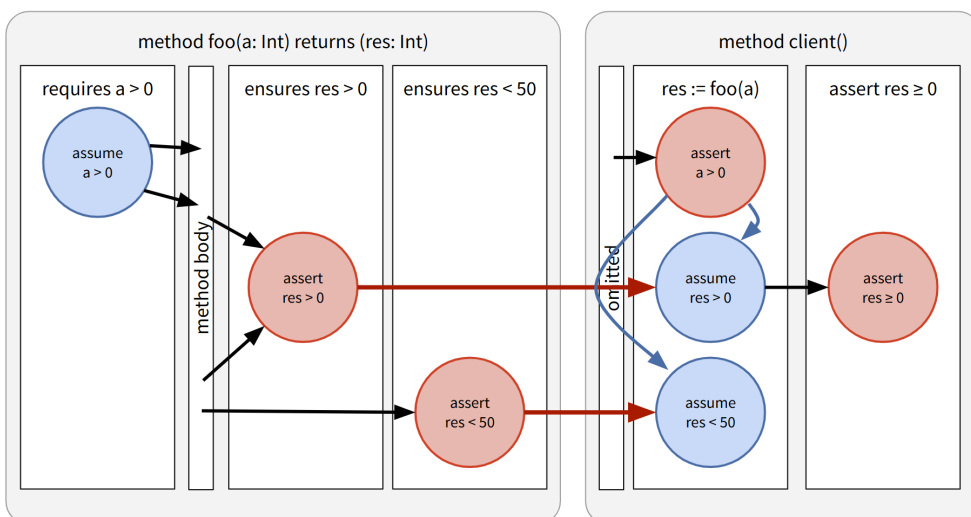 method foo(a: Int) returns (res: Int)
requires a > 0
assume
a > 0
method body
ensures res > 0
assert
res > 0
ensures res < 50
assert
res < 50
method client()
omitted
res := foo(a)
assert
a > 0
assume
res > 0
assume
res < 50
assert res ≥ 0
assert
res ≥ 0